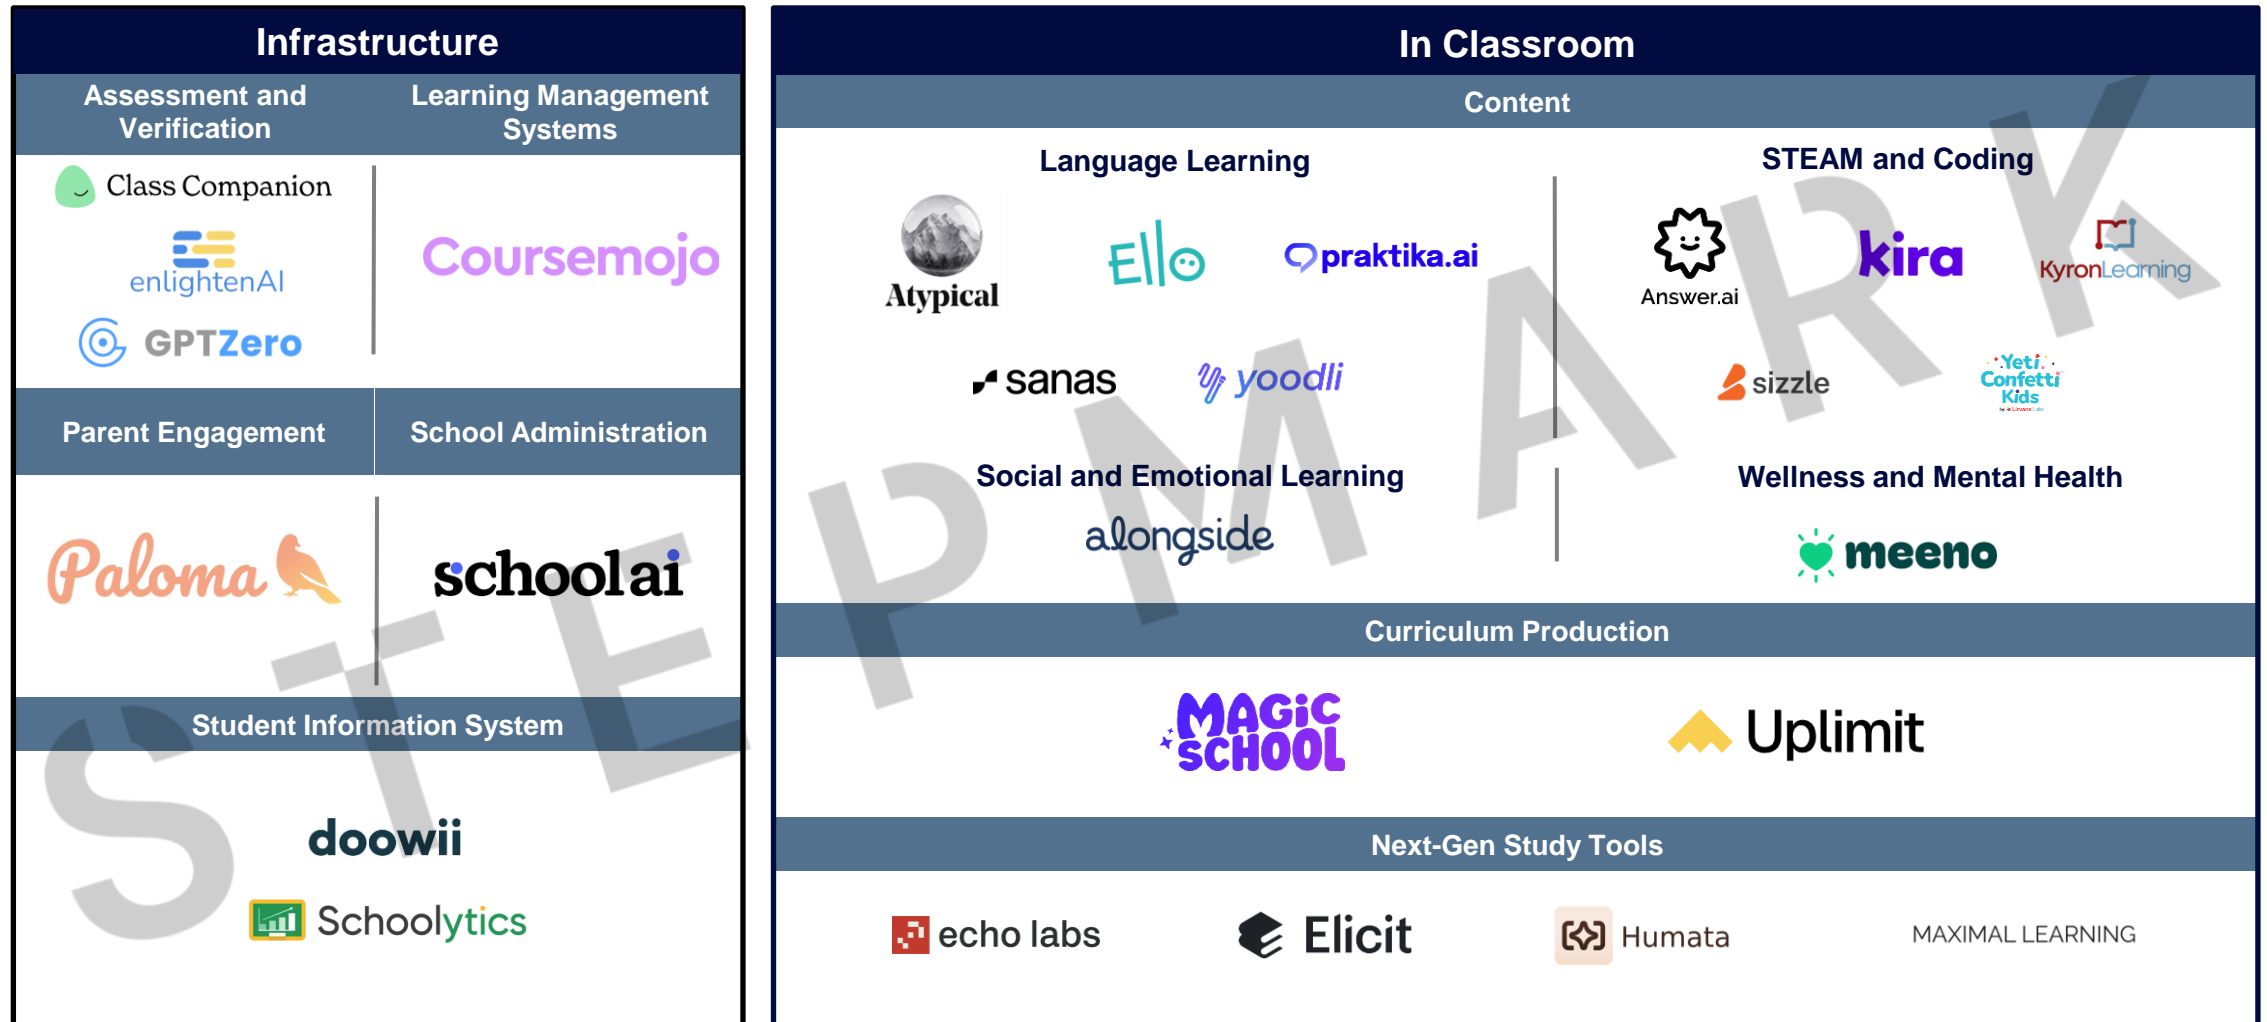 Infrastructure
Assessment and
Verification
Learning Management
Systems
Class Companion
enlightenAI
GPTZero
Coursemojo
Parent Engagement
School Administration
Paloma
schoolai
Student Information System
doowii
Schoolytics
In Classroom
Content
Language Learning
Atypical
Ello
praktika.ai
sanas
yoodli
STEAM and Coding
Answer.ai
kira
KyronLearning
sizzle
Yeti
Confetti
Kids
by Lirvana Labs
Social and Emotional Learning
alongside
Wellness and Mental Health
meeno
Curriculum Production
MAGiC
SCHOOL
Uplimit
Next-Gen Study Tools
echo labs
Elicit
Humata
MAXIMAL LEARNING
STEPMARK